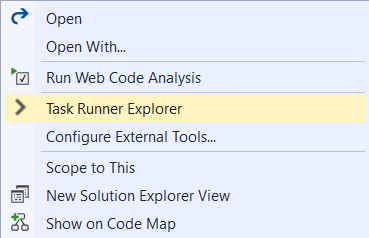 Open
Open With...
Run Web Code Analysis
Task Runner Explorer
Configure External Tools...
Scope to This
New Solution Explorer View
Show on Code Map